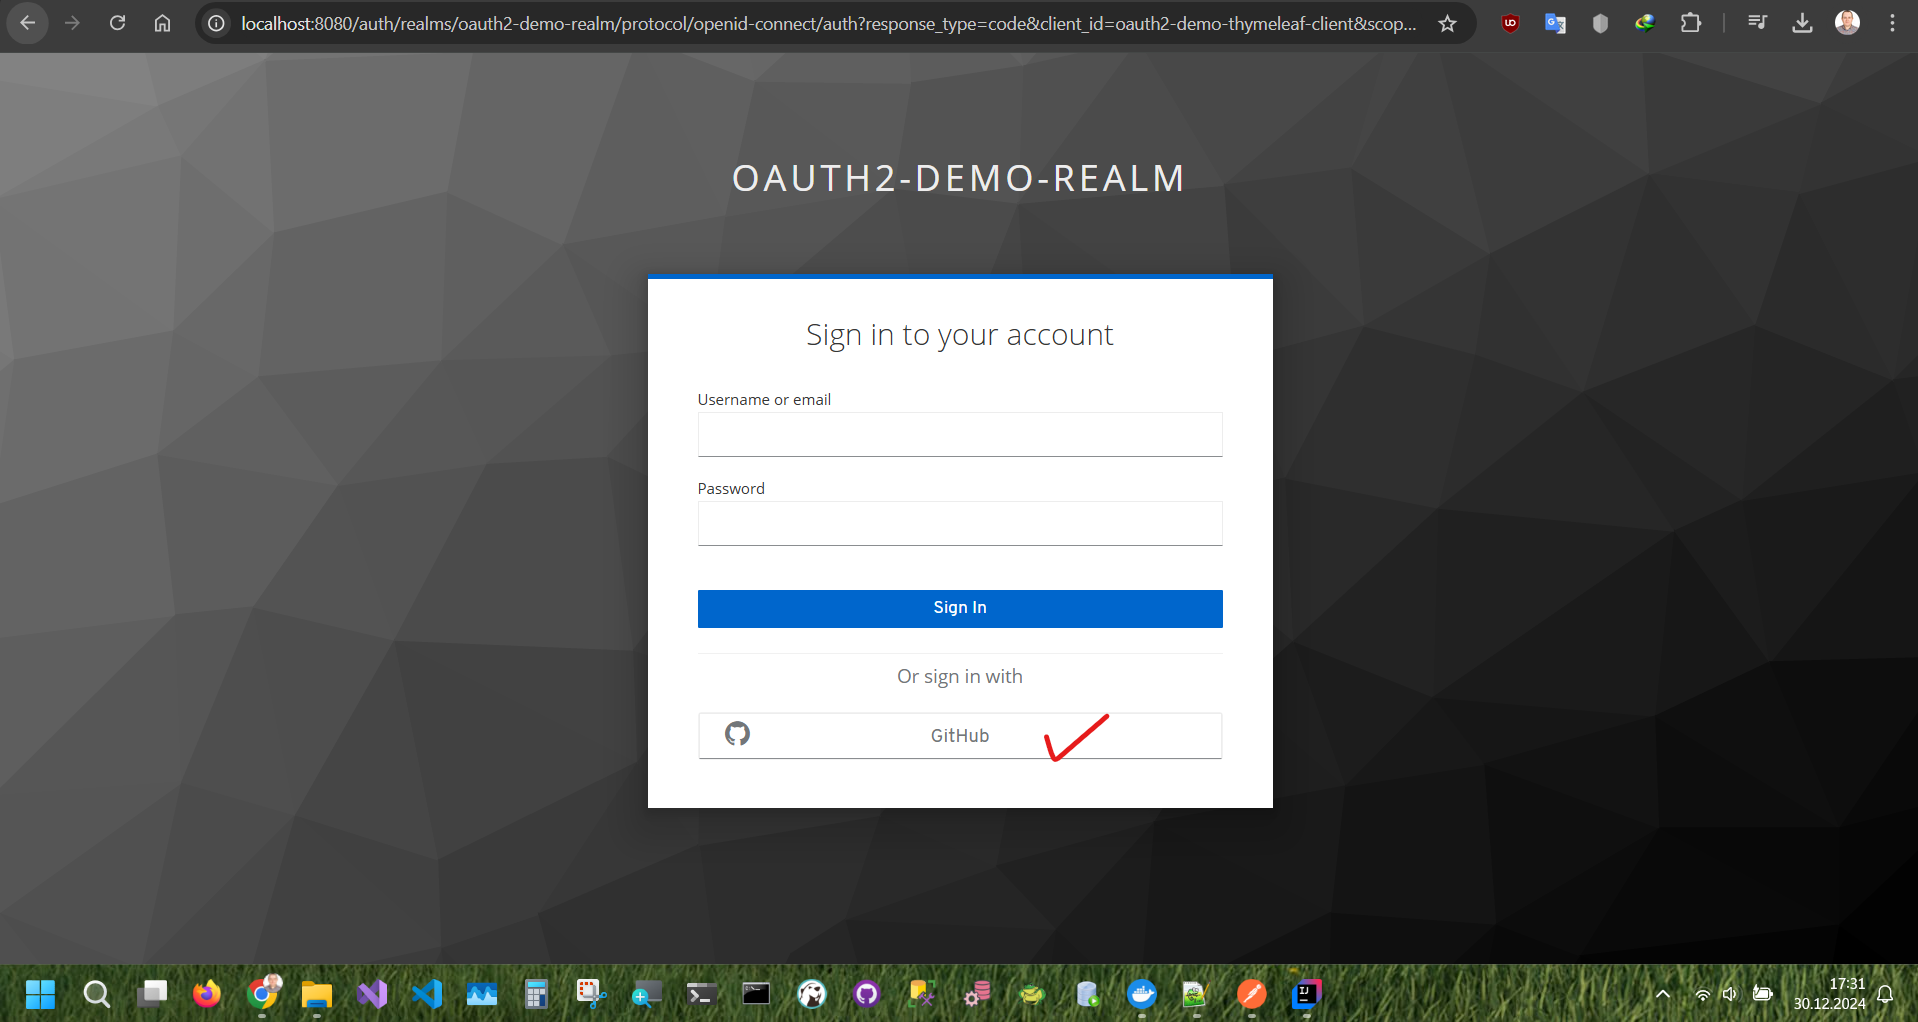 localhost:8080/auth/realms/oauth2-demo-realm/protocol/openid-connect/auth?response_type=code&client_id=oauth2-demo-thymeleaf-client&scop...
OAUTH2-DEMO-REALM
Sign in to your account
Username or email
Password
Sign In
Or sign in with
GitHub
17:31
30.12.2024